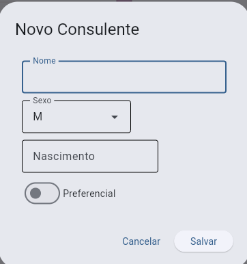 Novo Consulente
Nome
Sexo
M
Nascimento
Preferencial
Cancelar Salvar